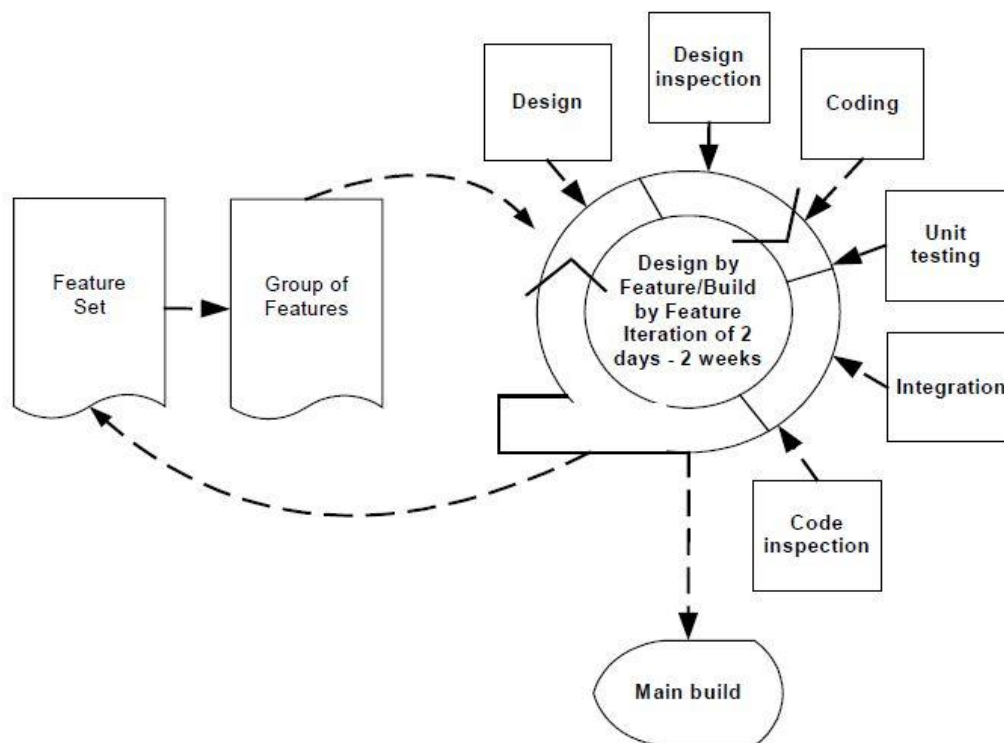 Design
inspection
Design
Coding
Feature
Set
Group of
Features
Design by
Feature/Build
by Feature
Iteration of 2
days - 2 weeks
Unit
testing
Integration
Code
inspection
Main build